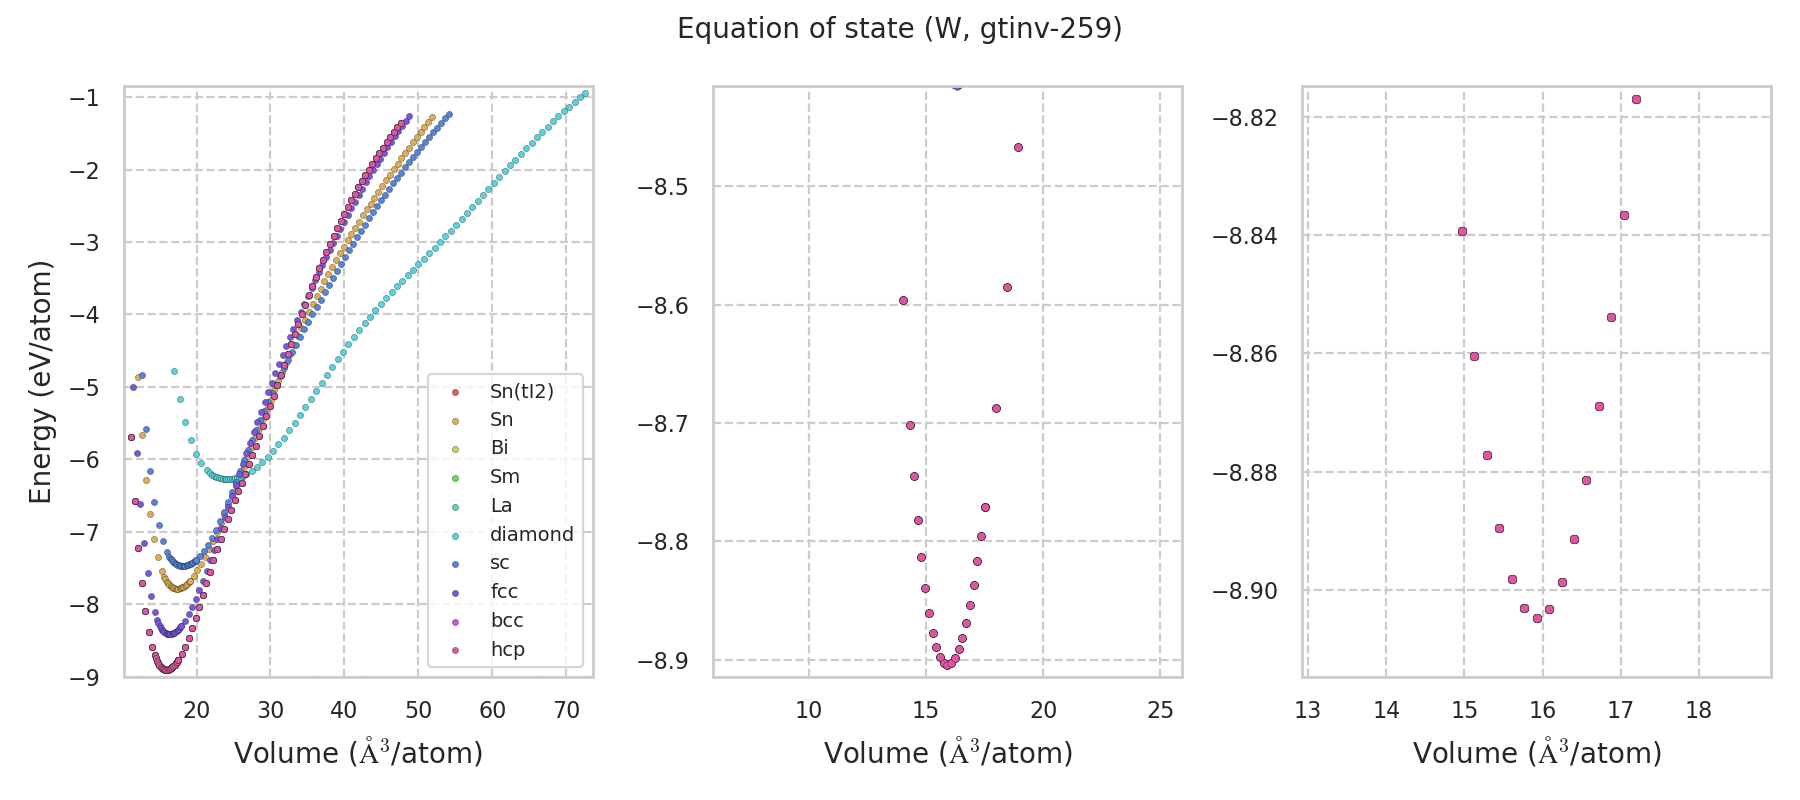 Equation of state (W, gtinv-259)
Energy (eV/atom)
−1
−2
−3
−4
−5
−6
−7
−8
−9
20 30 40 50 60 70
Volume (Å³/atom)
Sn(tI2)
Sn
Bi
Sm
La
diamond
sc
fcc
bcc
hcp
−8.5
−8.6
−8.7
−8.8
−8.9
10 15 20 25
Volume (Å³/atom)
−8.82
−8.84
−8.86
−8.88
−8.90
13 14 15 16 17 18
Volume (Å³/atom)